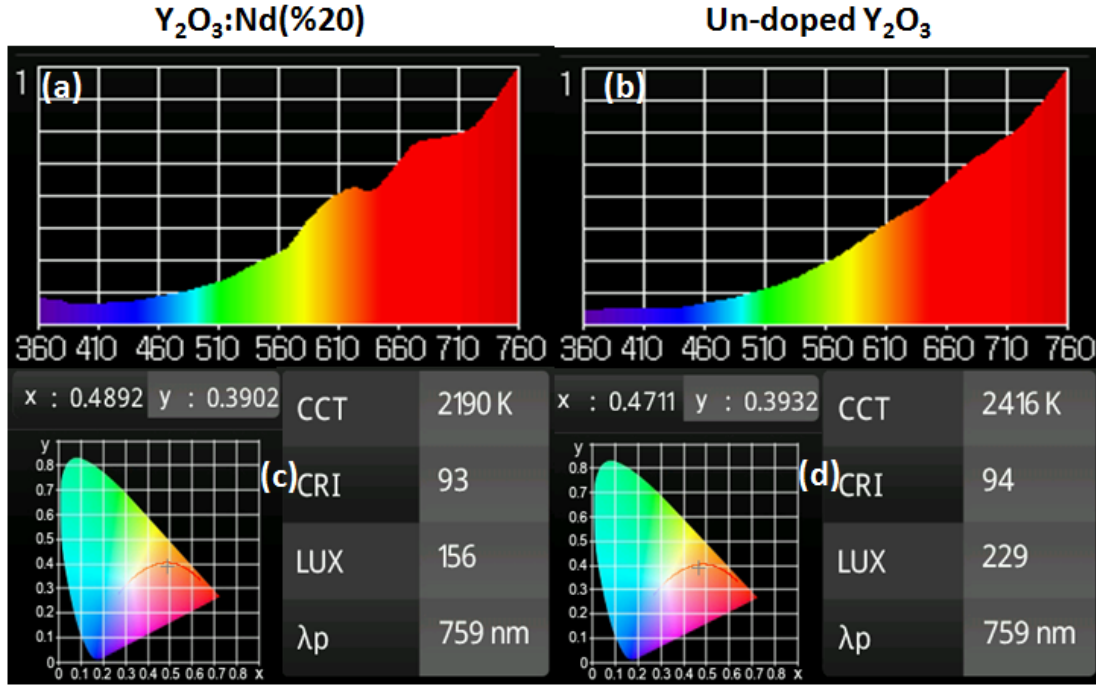 Y₂O₃:Nd(%20)
Un-doped Y₂O₃
1 (a)
360 410 460 510 560 610 660 710 760
1 (b)
360 410 460 510 560 610 660 710 760
x : 0.4892 y : 0.3902
(c)
y
0.8
0.7
0.6
0.5
0.4
0.3
0.2
0.1
0
0 0.1 0.2 0.3 0.4 0.5 0.6 0.7 0.8 x
CCT 2190 K
CRI 93
LUX 156
λp 759 nm
x : 0.4711 y : 0.3932
(d)
y
0.8
0.7
0.6
0.5
0.4
0.3
0.2
0.1
0
0 0.1 0.2 0.3 0.4 0.5 0.6 0.7 0.8 x
CCT 2416 K
CRI 94
LUX 229
λp 759 nm